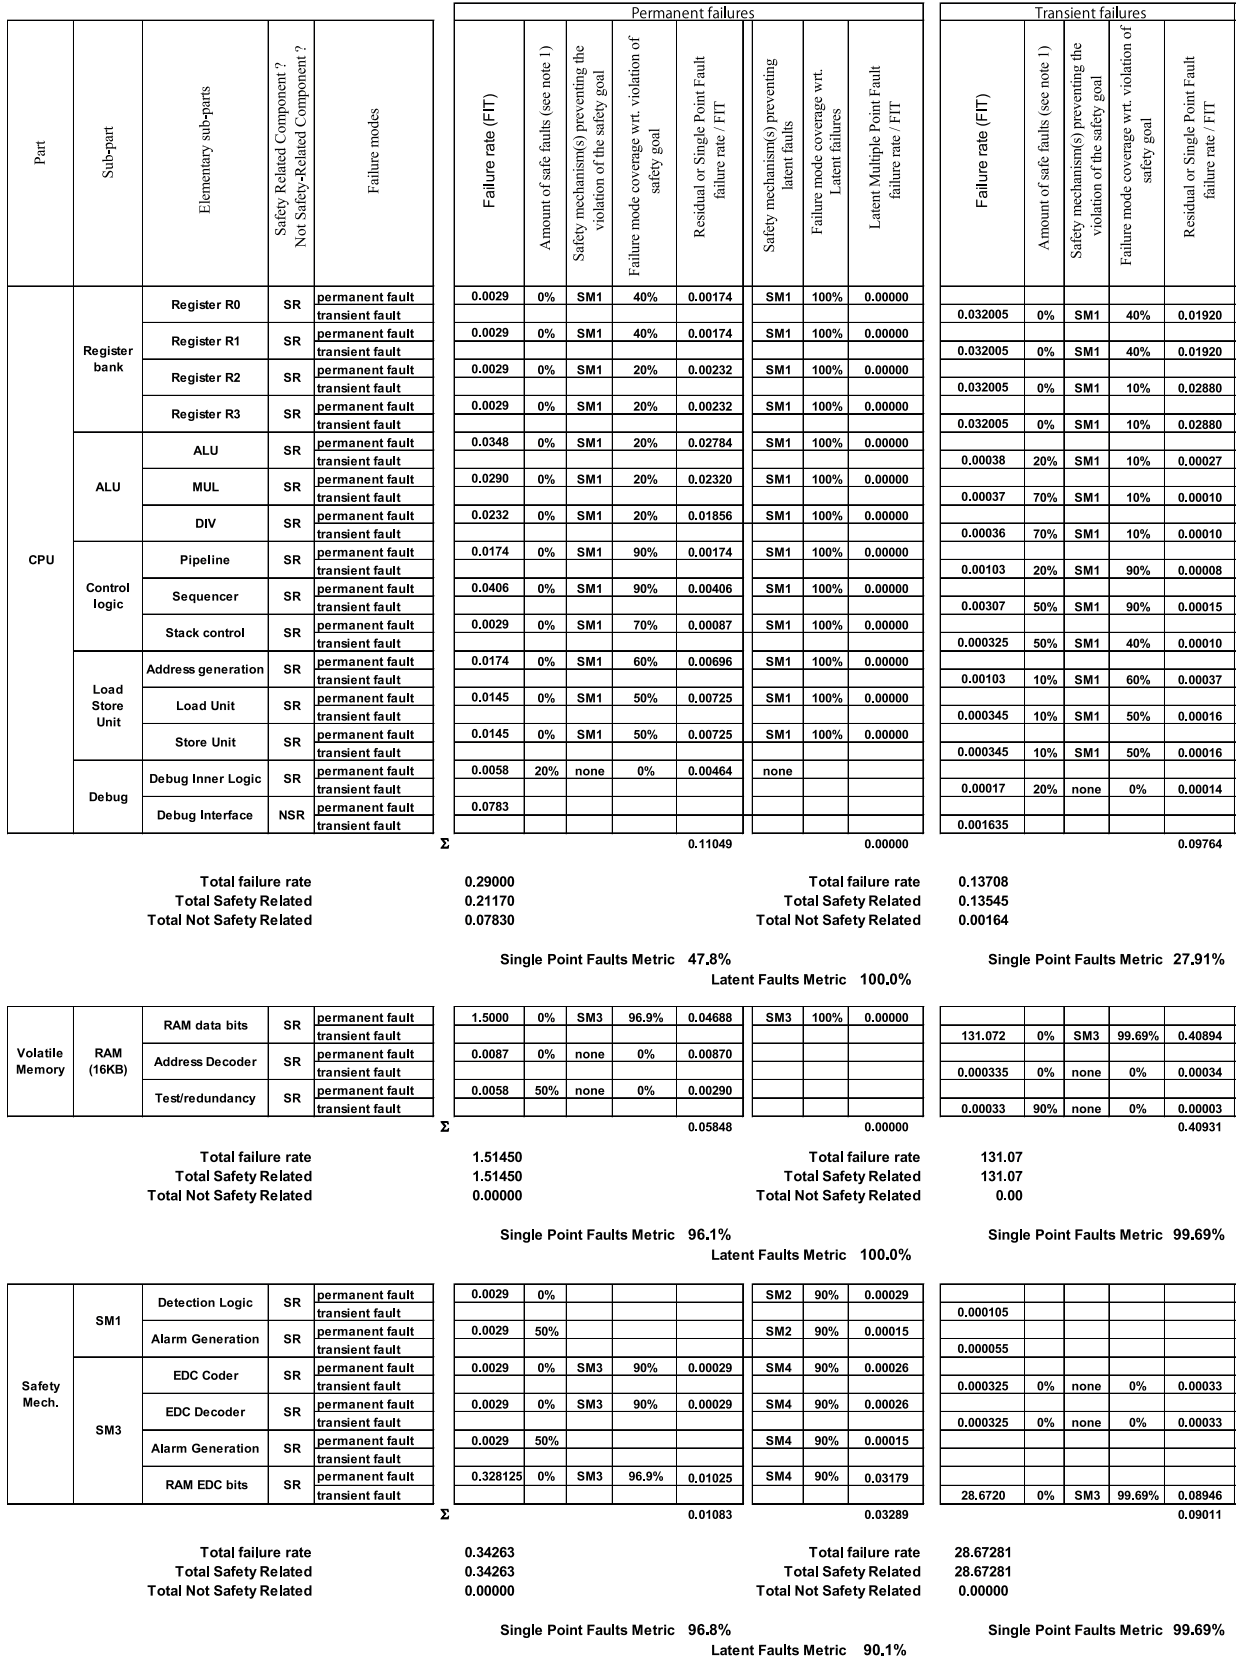 Permanent failures
Transient failures
Part
Sub-part
Elementary sub-parts
Safety Related Component ?
Not Safety-Related Component ?
Failure modes
Failure rate (FIT)
Amount of safe faults (see note 1)
Safety mechanism(s) preventing the
violation of the safety goal
Failure mode coverage wrt. violation of
safety goal
Residual or Single Point Fault
failure rate / FIT
Safety mechanism(s) preventing
latent faults
Failure mode coverage wrt.
Latent failures
Latent Multiple Point Fault
failure rate / FIT
Failure rate (FIT)
Amount of safe faults (see note 1)
Safety mechanism(s) preventing the
violation of the safety goal
Failure mode coverage wrt. violation of
safety goal
Residual or Single Point Fault
failure rate / FIT
CPU
Register
bank
Register R0 SR permanent fault 0.0029 0% SM1 40% 0.00174 SM1 100% 0.00000
transient fault 0.032005 0% SM1 40% 0.01920
Register R1 SR permanent fault 0.0029 0% SM1 40% 0.00174 SM1 100% 0.00000
transient fault 0.032005 0% SM1 40% 0.01920
Register R2 SR permanent fault 0.0029 0% SM1 20% 0.00232 SM1 100% 0.00000
transient fault 0.032005 0% SM1 10% 0.02880
Register R3 SR permanent fault 0.0029 0% SM1 20% 0.00232 SM1 100% 0.00000
transient fault 0.032005 0% SM1 10% 0.02880
ALU
ALU SR permanent fault 0.0348 0% SM1 20% 0.02784 SM1 100% 0.00000
transient fault 0.00038 20% SM1 10% 0.00027
MUL SR permanent fault 0.0290 0% SM1 20% 0.02320 SM1 100% 0.00000
transient fault 0.00037 70% SM1 10% 0.00010
DIV SR permanent fault 0.0232 0% SM1 20% 0.01856 SM1 100% 0.00000
transient fault 0.00036 70% SM1 10% 0.00010
Control
logic
Pipeline SR permanent fault 0.0174 0% SM1 90% 0.00174 SM1 100% 0.00000
transient fault 0.00103 20% SM1 90% 0.00008
Sequencer SR permanent fault 0.0406 0% SM1 90% 0.00406 SM1 100% 0.00000
transient fault 0.00307 50% SM1 90% 0.00015
Stack control SR permanent fault 0.0029 0% SM1 70% 0.00087 SM1 100% 0.00000
transient fault 0.000325 50% SM1 40% 0.00010
Load
Store
Unit
Address generation SR permanent fault 0.0174 0% SM1 60% 0.00696 SM1 100% 0.00000
transient fault 0.00103 10% SM1 60% 0.00037
Load Unit SR permanent fault 0.0145 0% SM1 50% 0.00725 SM1 100% 0.00000
transient fault 0.000345 10% SM1 50% 0.00016
Store Unit SR permanent fault 0.0145 0% SM1 50% 0.00725 SM1 100% 0.00000
transient fault 0.000345 10% SM1 50% 0.00016
Debug
Debug Inner Logic SR permanent fault 0.0058 20% none 0% 0.00464 none
transient fault 0.00017 20% none 0% 0.00014
Debug Interface NSR permanent fault 0.0783
transient fault 0.001635
Σ 0.11049 0.00000 0.09764
Total failure rate 0.29000 Total failure rate 0.13708
Total Safety Related 0.21170 Total Safety Related 0.13545
Total Not Safety Related 0.07830 Total Not Safety Related 0.00164
Single Point Faults Metric 47.8% Single Point Faults Metric 27.91%
Latent Faults Metric 100.0%
Volatile
Memory
RAM
(16KB)
RAM data bits SR permanent fault 1.5000 0% SM3 96.9% 0.04688 SM3 100% 0.00000
transient fault 131.072 0% SM3 99.69% 0.40894
Address Decoder SR permanent fault 0.0087 0% none 0% 0.00870
transient fault 0.000335 0% none 0% 0.00034
Test/redundancy SR permanent fault 0.0058 50% none 0% 0.00290
transient fault 0.00033 90% none 0% 0.00003
Σ 0.05848 0.00000 0.40931
Total failure rate 1.51450 Total failure rate 131.07
Total Safety Related 1.51450 Total Safety Related 131.07
Total Not Safety Related 0.00000 Total Not Safety Related 0.00
Single Point Faults Metric 96.1% Single Point Faults Metric 99.69%
Latent Faults Metric 100.0%
Safety
Mech.
SM1
Detection Logic SR permanent fault 0.0029 0% SM2 90% 0.00029
transient fault 0.000105
Alarm Generation SR permanent fault 0.0029 50% SM2 90% 0.00015
transient fault 0.000055
SM3
EDC Coder SR permanent fault 0.0029 0% SM3 90% 0.00029 SM4 90% 0.00026
transient fault 0.000325 0% none 0% 0.00033
EDC Decoder SR permanent fault 0.0029 0% SM3 90% 0.00029 SM4 90% 0.00026
transient fault 0.000325 0% none 0% 0.00033
Alarm Generation SR permanent fault 0.0029 50% SM4 90% 0.00015
transient fault
RAM EDC bits SR permanent fault 0.328125 0% SM3 96.9% 0.01025 SM4 90% 0.03179
transient fault 28.6720 0% SM3 99.69% 0.08946
Σ 0.01083 0.03289 0.09011
Total failure rate 0.34263 Total failure rate 28.67281
Total Safety Related 0.34263 Total Safety Related 28.67281
Total Not Safety Related 0.00000 Total Not Safety Related 0.00000
Single Point Faults Metric 96.8% Single Point Faults Metric 99.69%
Latent Faults Metric 90.1%